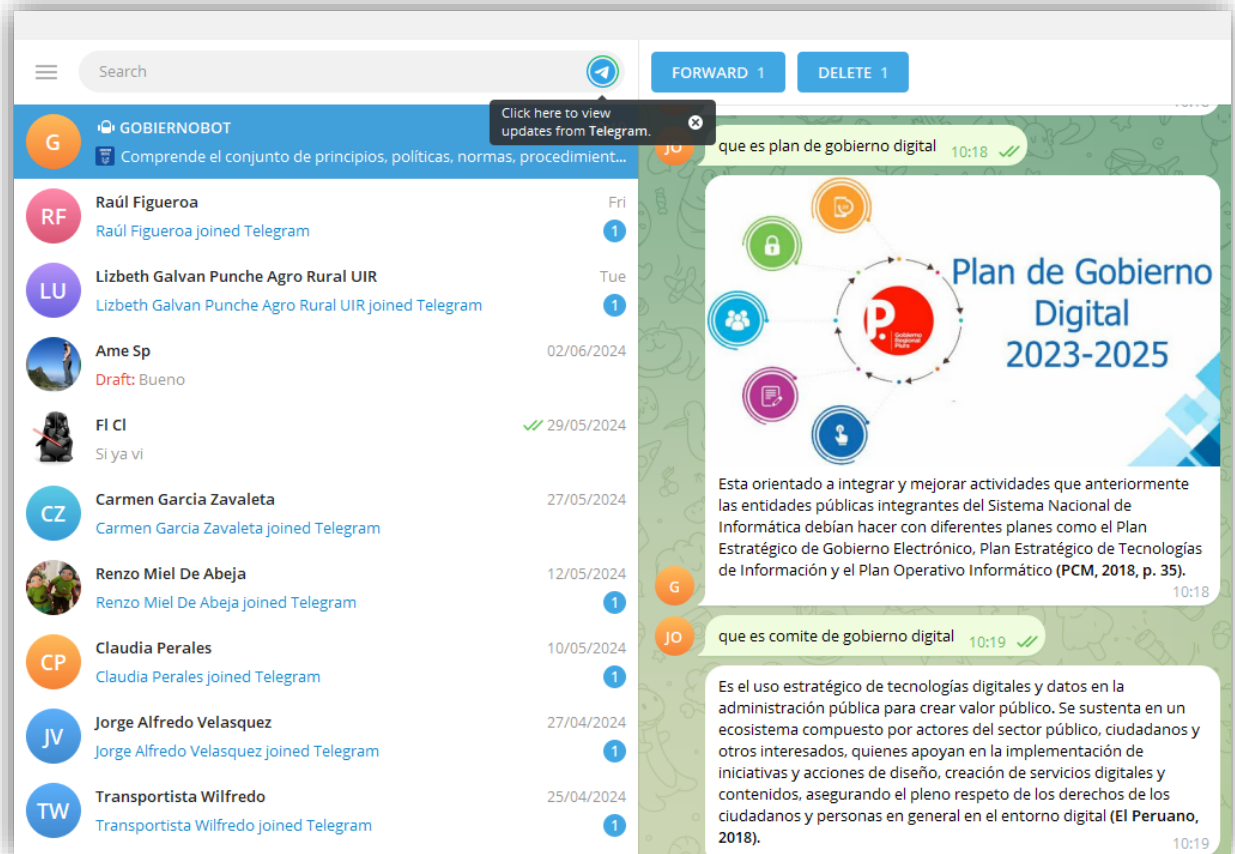 Search
FORWARD 1
DELETE 1
Click here to view
updates from Telegram.
G
GOBIERNOBOT
Comprende el conjunto de principios, políticas, normas, procedimient...
RF
Raúl Figueroa
Fri
Raúl Figueroa joined Telegram
1
LU
Lizbeth Galvan Punche Agro Rural UIR
Tue
Lizbeth Galvan Punche Agro Rural UIR joined Telegram
1
Ame Sp
02/06/2024
Draft: Bueno
Fl Cl
29/05/2024
Si ya vi
CZ
Carmen Garcia Zavaleta
27/05/2024
Carmen Garcia Zavaleta joined Telegram
Renzo Miel De Abeja
12/05/2024
Renzo Miel De Abeja joined Telegram
1
CP
Claudia Perales
10/05/2024
Claudia Perales joined Telegram
1
JV
Jorge Alfredo Velasquez
27/04/2024
Jorge Alfredo Velasquez joined Telegram
1
TW
Transportista Wilfredo
25/04/2024
Transportista Wilfredo joined Telegram
1
JO
que es plan de gobierno digital 10:18
P.
Gobierno
Regional
Piura
Plan de Gobierno
Digital
2023-2025
Esta orientado a integrar y mejorar actividades que anteriormente
las entidades públicas integrantes del Sistema Nacional de
Informática debían hacer con diferentes planes como el Plan
Estratégico de Gobierno Electrónico, Plan Estratégico de Tecnologías
de Información y el Plan Operativo Informático (PCM, 2018, p. 35).
G
10:18
JO
que es comite de gobierno digital 10:19
Es el uso estratégico de tecnologías digitales y datos en la
administración pública para crear valor público. Se sustenta en un
ecosistema compuesto por actores del sector público, ciudadanos y
otros interesados, quienes apoyan en la implementación de
iniciativas y acciones de diseño, creación de servicios digitales y
contenidos, asegurando el pleno respeto de los derechos de los
ciudadanos y personas en general en el entorno digital (El Peruano,
2018).
10:19